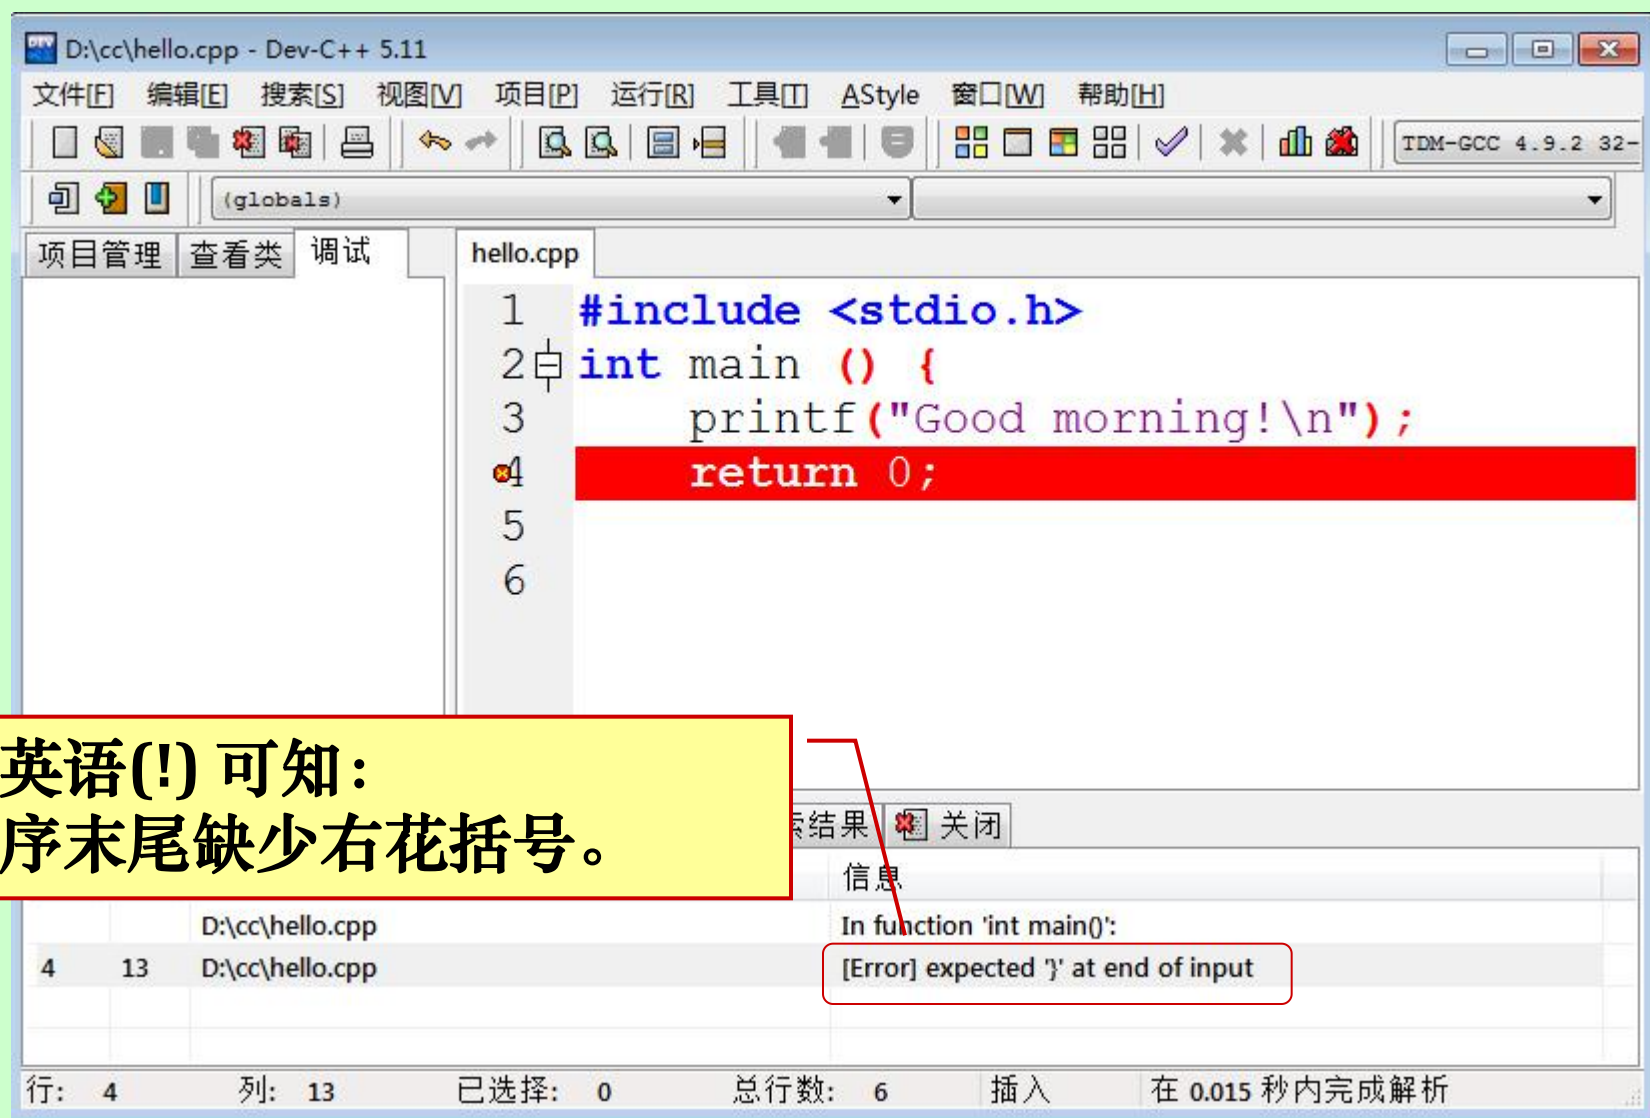 D:\cc\hello.cpp - Dev-C++ 5.11
文件[F] 编辑[E] 搜索[S] 视图[V] 项目[P] 运行[R] 工具[T] AStyle 窗口[W] 帮助[H]
TDM-GCC 4.9.2 32-
(globals)
项目管理 查看类 调试 hello.cpp
1 #include <stdio.h>
2 int main () {
3 printf("Good morning!\n");
4 return 0;
5
6
英语(!) 可知：
序末尾缺少右花括号。
结果 关闭
信息
D:\cc\hello.cpp In function 'int main()':
4 13 D:\cc\hello.cpp [Error] expected '}' at end of input
行: 4 列: 13 已选择: 0 总行数: 6 插入 在 0.015 秒内完成解析